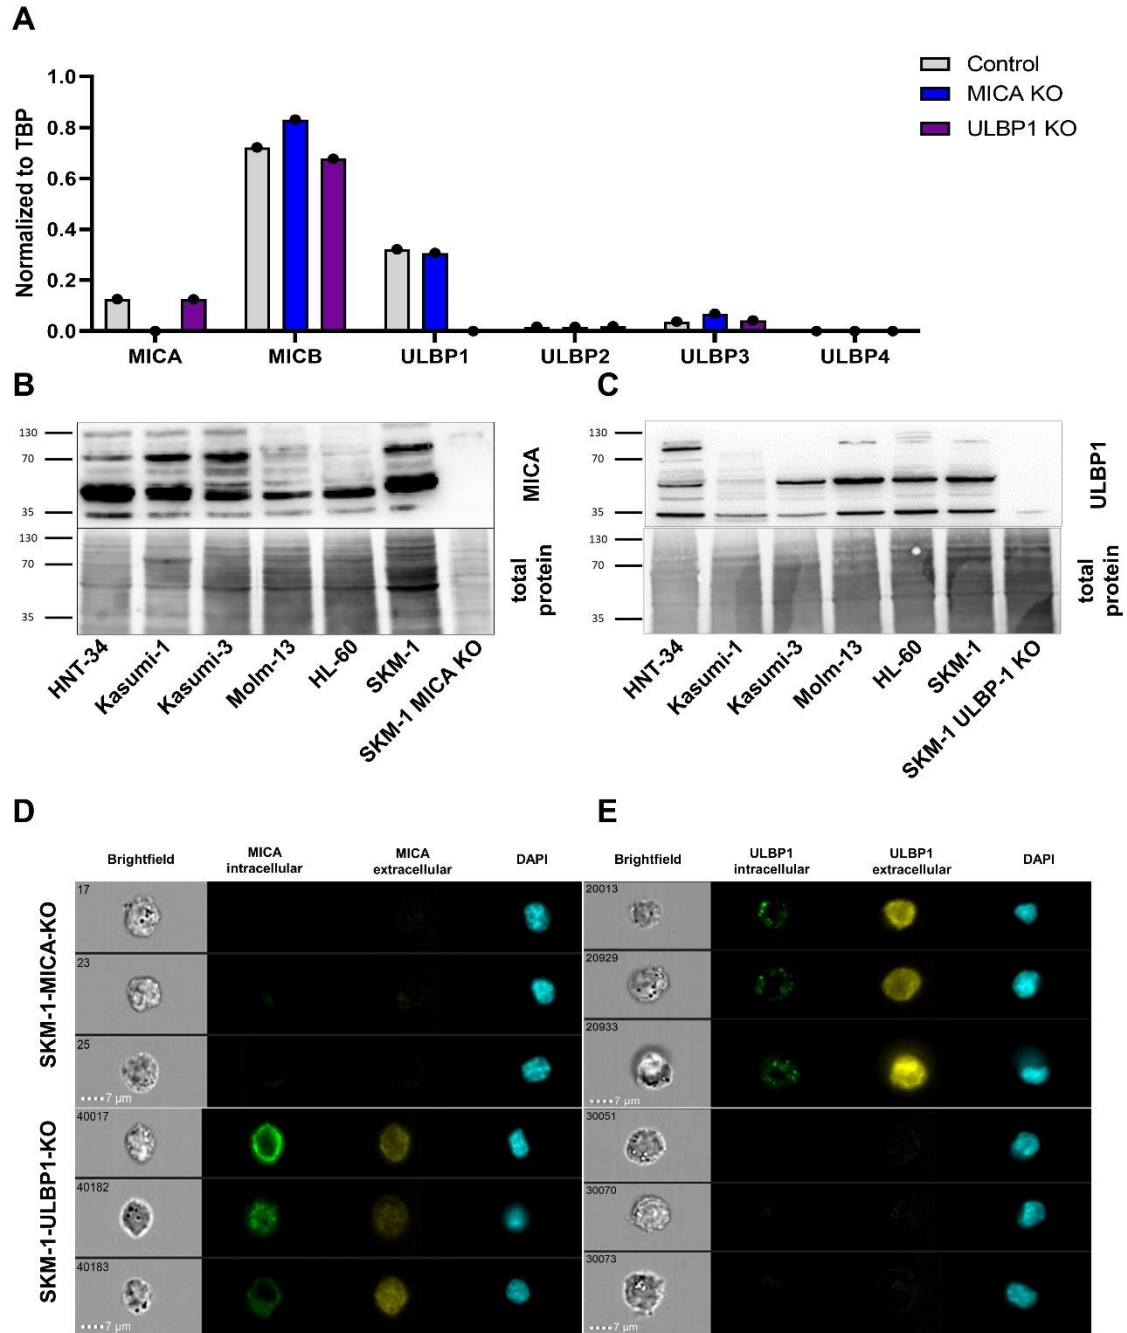 A
Normalized to TBP
1.0
0.8
0.6
0.4
0.2
0.0
MICA
MICB
ULBP1
ULBP2
ULBP3
ULBP4
Control
MICA KO
ULBP1 KO
B
130
70
35
MICA
130
70
35
total
protein
HNT-34
Kasumi-1
Kasumi-3
Molm-13
HL-60
SKM-1
SKM-1 MICA KO
C
130
70
35
ULBP1
130
70
35
total
protein
HNT-34
Kasumi-1
Kasumi-3
Molm-13
HL-60
SKM-1
SKM-1 ULBP-1 KO
D
Brightfield
MICA
intracellular
MICA
extracellular
DAPI
SKM-1-MICA-KO
17
23
25
7 µm
SKM-1-ULBP1-KO
40017
40182
40183
7 µm
E
Brightfield
ULBP1
intracellular
ULBP1
extracellular
DAPI
20013
20929
20933
7 µm
30051
30070
30073
7 µm